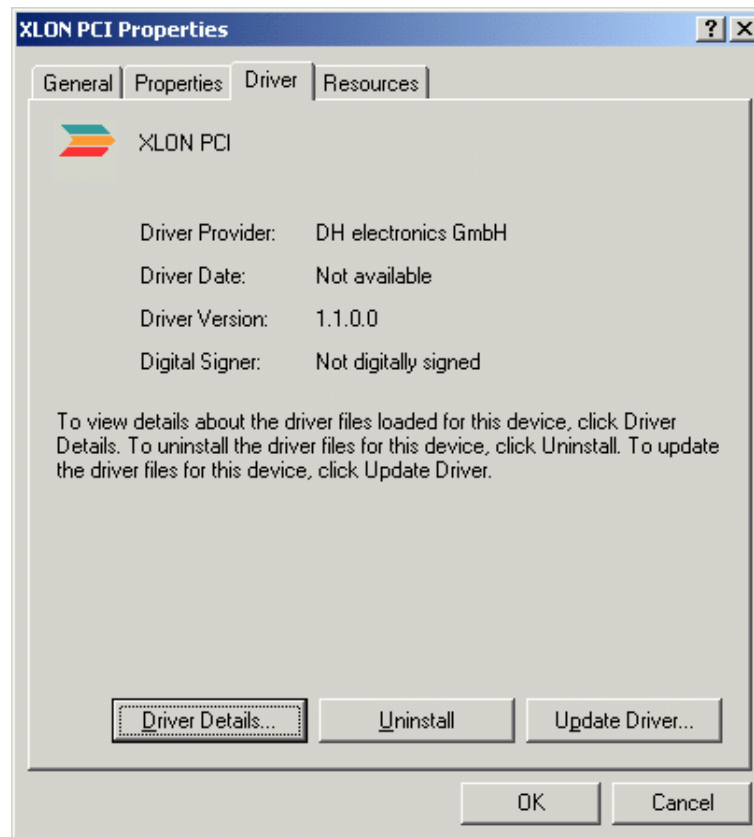 XLON PCI Properties
? X
General Properties Driver Resources
XLON PCI
Driver Provider: DH electronics GmbH
Driver Date: Not available
Driver Version: 1.1.0.0
Digital Signer: Not digitally signed
To view details about the driver files loaded for this device, click Driver
Details. To uninstall the driver files for this device, click Uninstall. To update
the driver files for this device, click Update Driver.
Driver Details... Uninstall Update Driver...
OK Cancel